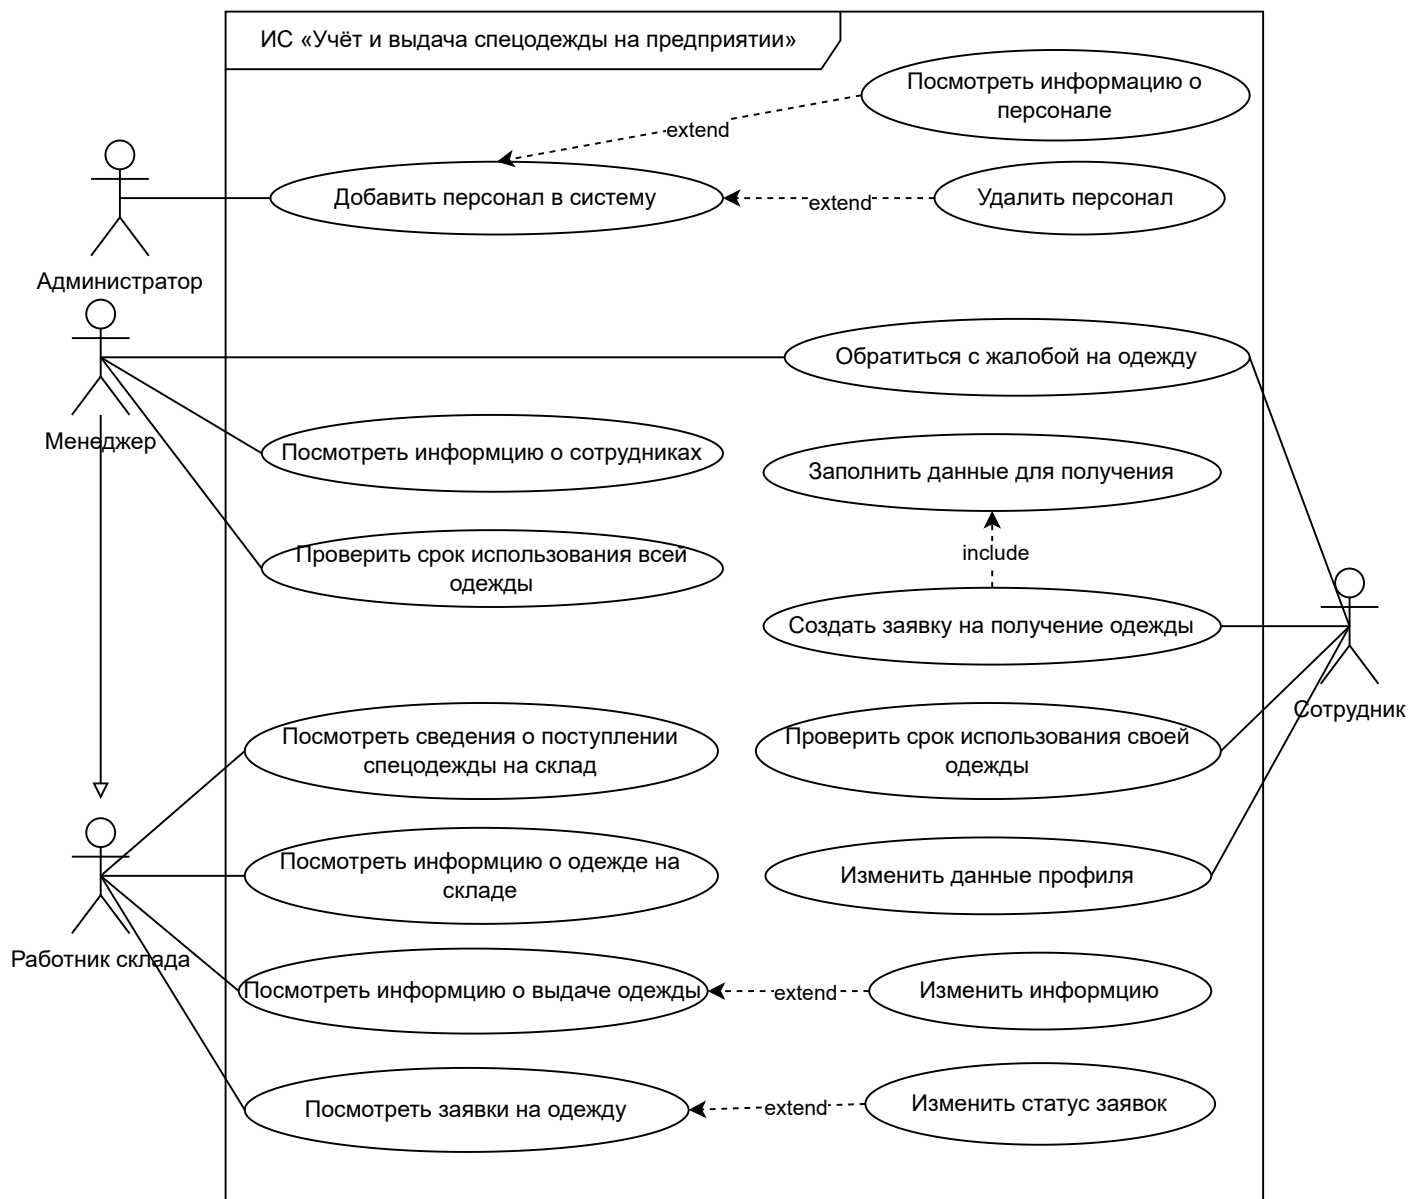 ИС «Учёт и выдача спецодежды на предприятии»
Посмотреть информацию о
персонале
extend
Добавить персонал в систему
extend
Удалить персонал
Администратор
Обратиться с жалобой на одежду
Менеджер
Посмотреть информцию о сотрудниках
Заполнить данные для получения
Проверить срок использования всей
одежды
include
Создать заявку на получение одежды
Сотрудник
Посмотреть сведения о поступлении
спецодежды на склад
Проверить срок использования своей
одежды
Посмотреть информцию о одежде на
складе
Изменить данные профиля
Работник склада
Посмотреть информцию о выдаче одежды
extend
Изменить информцию
Посмотреть заявки на одежду
extend
Изменить статус заявок